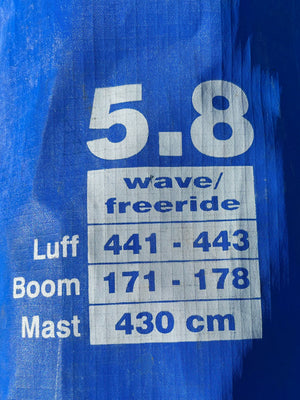 5.8
wave/
freeride
Luff 441 - 443
Boom 171 - 178
Mast 430 cm